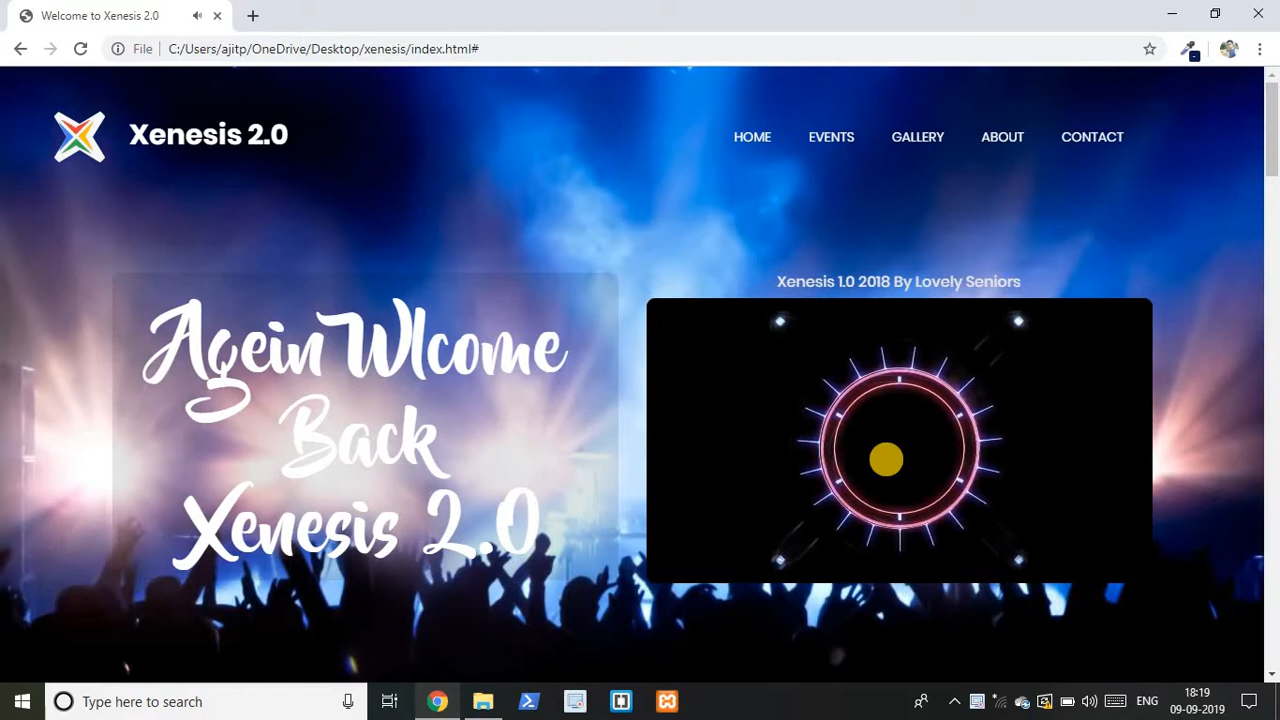 Welcome to Xenesis 2.0
File C:/Users/ajitp/OneDrive/Desktop/xenesis/index.html#
Xenesis 2.0
HOME EVENTS GALLERY ABOUT CONTACT
Xenesis 1.0 2018 By Lovely Seniors
Agein Wlcome
Back
Xenesis 2.0
Type here to search
ENG
18:19
09-09-2019